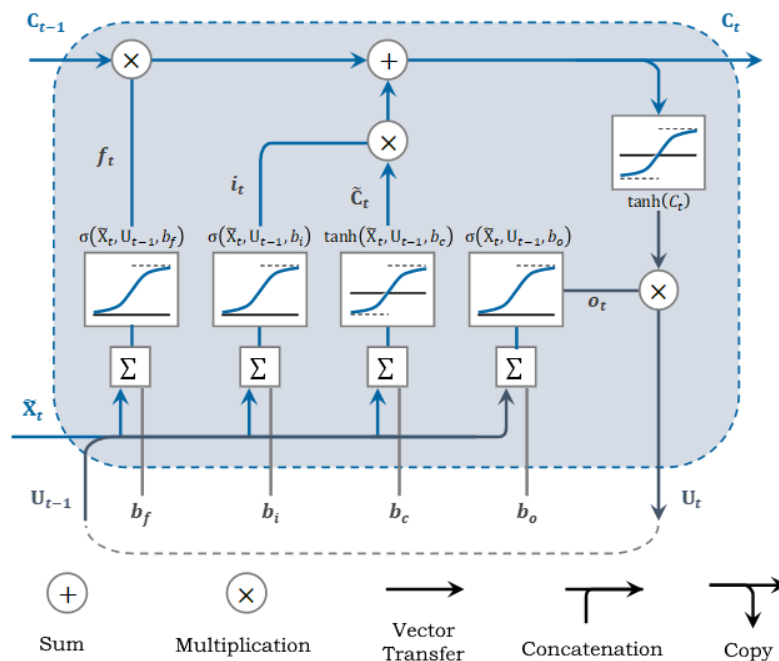 C_{t−1} C_t
× +
f_t i_t × C̃_t tanh(C_t)
σ(X̃_t, U_{t−1}, b_f) σ(X̃_t, U_{t−1}, b_i) tanh(X̃_t, U_{t−1}, b_c) σ(X̃_t, U_{t−1}, b_o)
o_t ×
Σ Σ Σ Σ
X̃_t
U_{t−1} b_f b_i b_c b_o U_t
+ ×
Sum Multiplication Vector Transfer Concatenation Copy